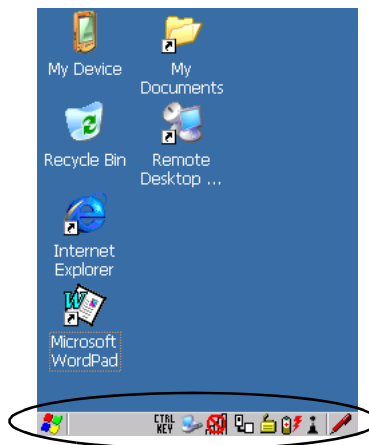 My Device
My
Documents
Recycle Bin
Remote
Desktop ...
Internet
Explorer
Microsoft
WordPad
CTRL
KEY